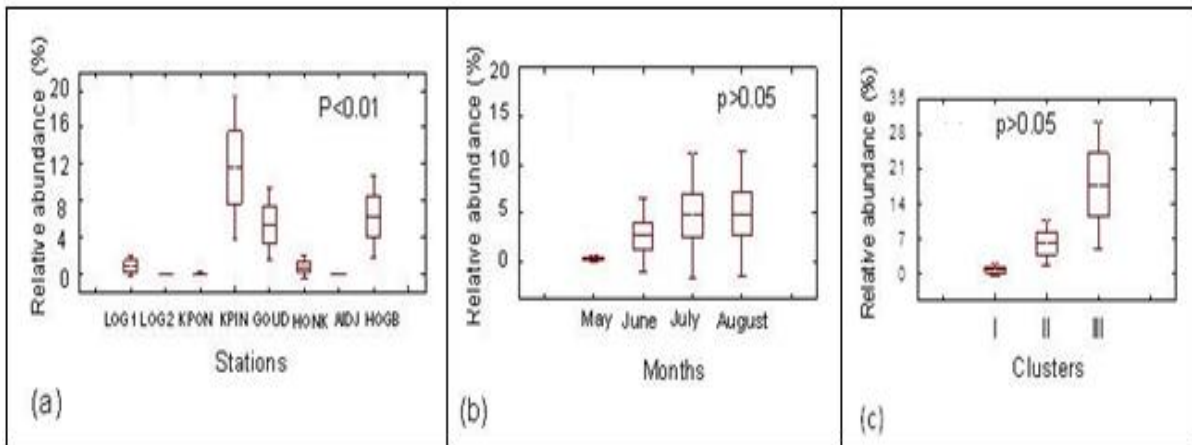 Relative abundance (%)
20
16
12
8
4
0
P<0.01
LOG1 LOG2 KPON KPIN GOUD HONK AIDJ HOGB
Stations
(a)
Relative abundance (%)
20
15
10
5
0
p>0.05
May June July August
Months
(b)
Relative abundance (%)
35
28
21
14
7
0
p>0.05
I II III
Clusters
(c)